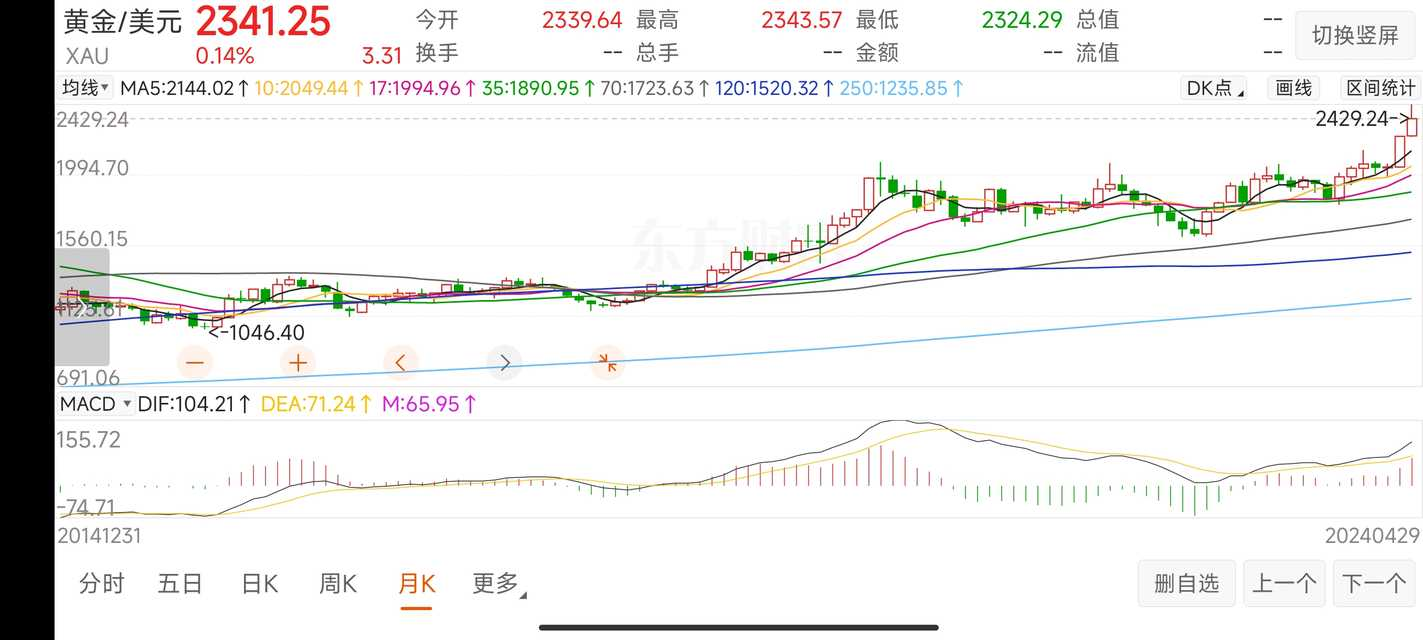 黄金/美元 2341.25 今开 2339.64 最高 2343.57 最低 2324.29 总值 -- 切换竖屏
XAU 0.14% 3.31 换手 -- 总手 -- 金额 -- 流值 --
均线▾ MA5:2144.02↑ 10:2049.44↑ 17:1994.96↑ 35:1890.95↑ 70:1723.63↑ 120:1520.32↑ 250:1235.85↑ DK点 画线 区间统计
2429.24 2429.24
1994.70
1560.15
1125.61
1046.40
691.06
MACD ▾ DIF:104.21↑ DEA:71.24↑ M:65.95↑
155.72
-74.71
20141231 20240429
分时 五日 日K 周K 月K 更多 删自选 上一个 下一个